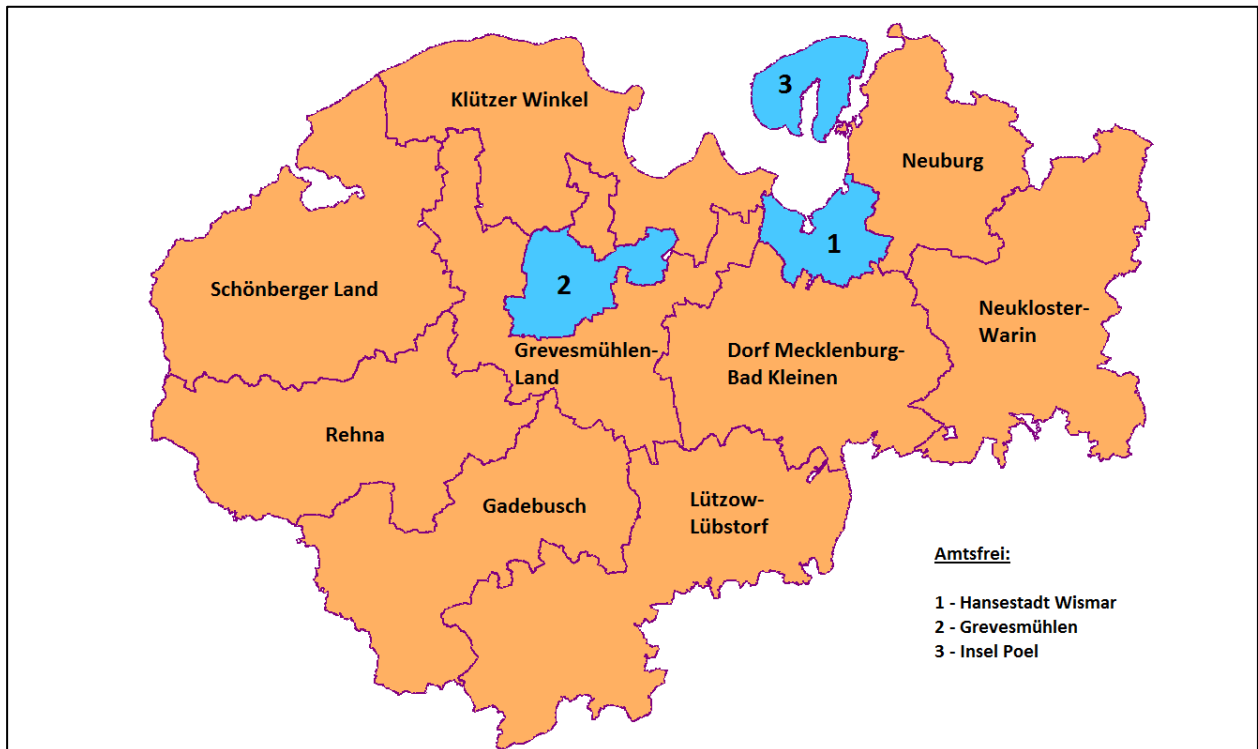 3
Klützer Winkel
Neuburg
1
Schönberger Land
2
Neukloster-
Warin
Grevesmühlen-
Land
Dorf Mecklenburg-
Bad Kleinen
Rehna
Gadebusch
Lützow-
Lübstorf
Amtsfrei:
1 - Hansestadt Wismar
2 - Grevesmühlen
3 - Insel Poel